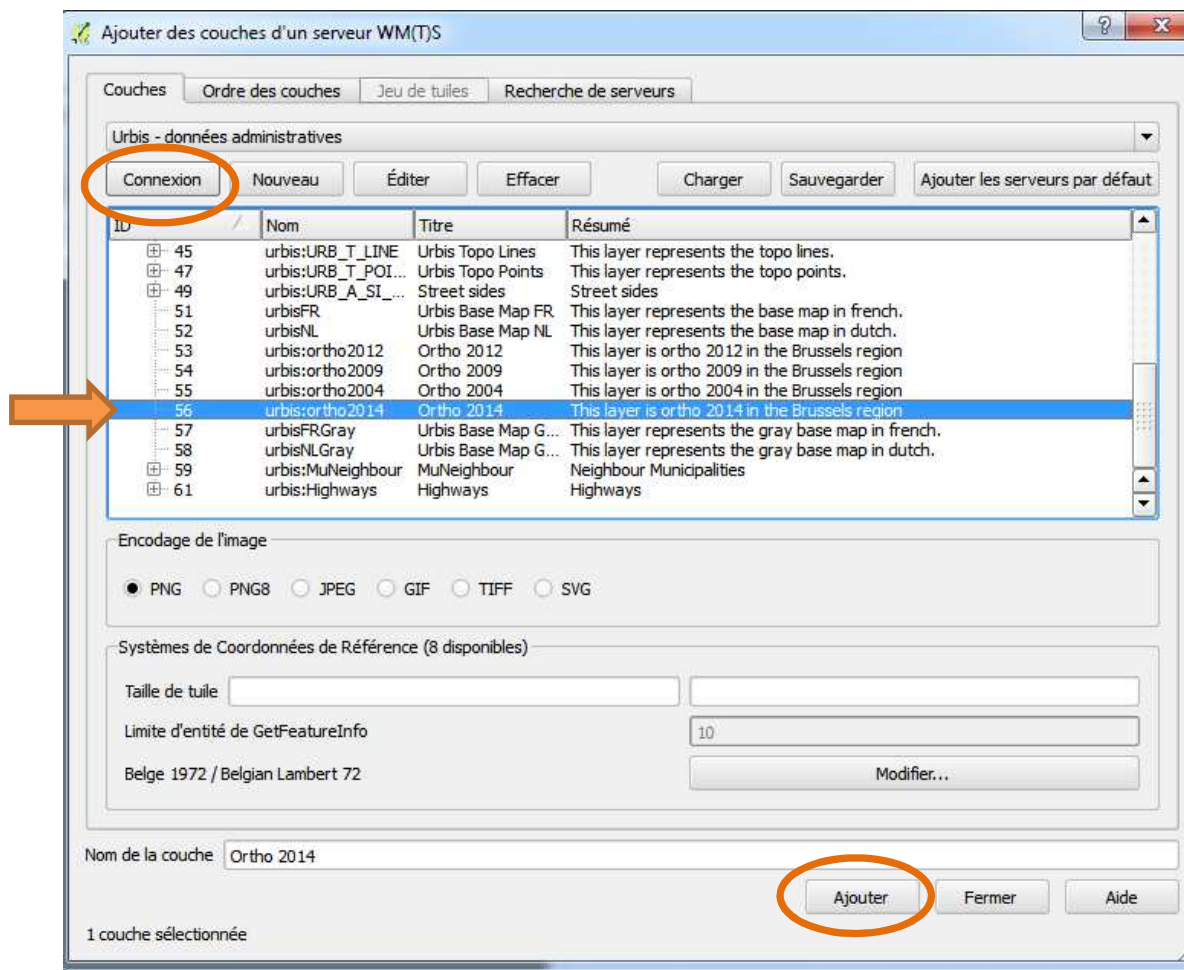 Ajouter des couches d'un serveur WM(T)S
Couches Ordre des couches Jeu de tuiles Recherche de serveurs
Urbis - données administratives
Connexion Nouveau Éditer Effacer Charger Sauvegarder Ajouter les serveurs par défaut
ID Nom Titre Résumé
45 urbis:URB_T_LINE Urbis Topo Lines This layer represents the topo lines.
47 urbis:URB_T_POI... Urbis Topo Points This layer represents the topo points.
49 urbis:URB_A_SI_... Street sides Street sides
51 urbisFR Urbis Base Map FR This layer represents the base map in french.
52 urbisNL Urbis Base Map NL This layer represents the base map in dutch.
53 urbis:ortho2012 Ortho 2012 This layer is ortho 2012 in the Brussels region
54 urbis:ortho2009 Ortho 2009 This layer is ortho 2009 in the Brussels region
55 urbis:ortho2004 Ortho 2004 This layer is ortho 2004 in the Brussels region
56 urbis:ortho2014 Ortho 2014 This layer is ortho 2014 in the Brussels region
57 urbisFRGray Urbis Base Map G... This layer represents the gray base map in french.
58 urbisNLGray Urbis Base Map G... This layer represents the gray base map in dutch.
59 urbis:MuNeighbour MuNeighbour Neighbour Municipalities
61 urbis:Highways Highways Highways
Encodage de l'image
PNG PNG8 JPEG GIF TIFF SVG
Systèmes de Coordonnées de Référence (8 disponibles)
Taille de tuile
Limite d'entité de GetFeatureInfo 10
Belge 1972 / Belgian Lambert 72 Modifier...
Nom de la couche Ortho 2014
Ajouter Fermer Aide
1 couche sélectionnée